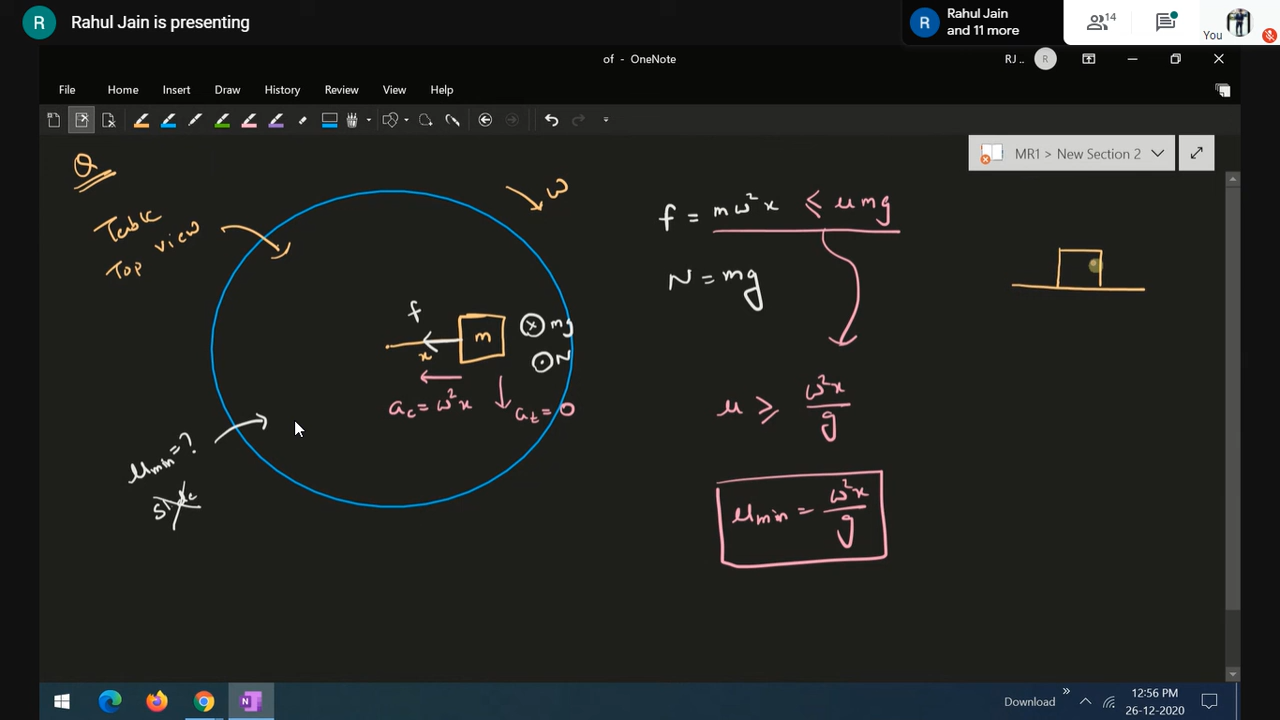 R Rahul Jain is presenting
R Rahul Jain
and 11 more
14
You
of - OneNote
RJ ..
R
File Home Insert Draw History Review View Help
MR1 > New Section 2
Q
Table
Top view
ω
f = mω²x ≤ μmg
N = mg
f
m
x
mg
N
a_c = ω²x
a_t = 0
μ ≥ ω²x/g
μmin = ?
slide
μmin = ω²x/g
Download
12:56 PM
26-12-2020